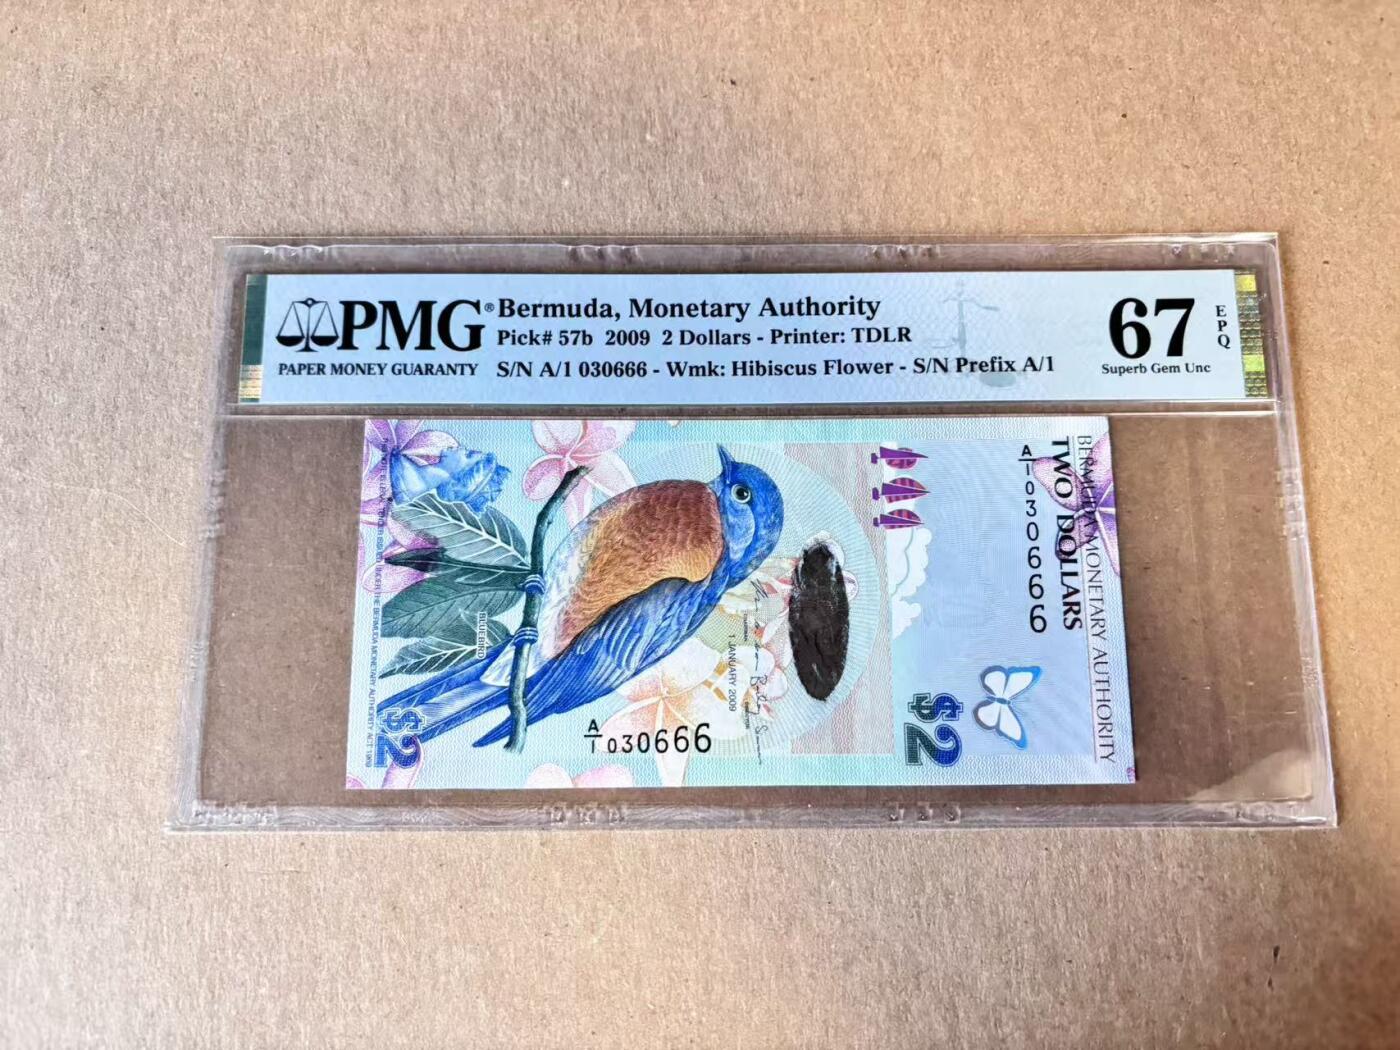 PMG®
PAPER MONEY GUARANTY
Bermuda, Monetary Authority
Pick# 57b 2009 2 Dollars - Printer: TDLR
S/N A/1 030666 - Wmk: Hibiscus Flower - S/N Prefix A/1
67
EPQ
Superb Gem Unc
BERMUDA MONETARY AUTHORITY
TWO DOLLARS
A/1 030666
1 JANUARY 2009
CHAIRMAN
DIRECTOR
BLUEBIRD
A/1 030666
$2
$2